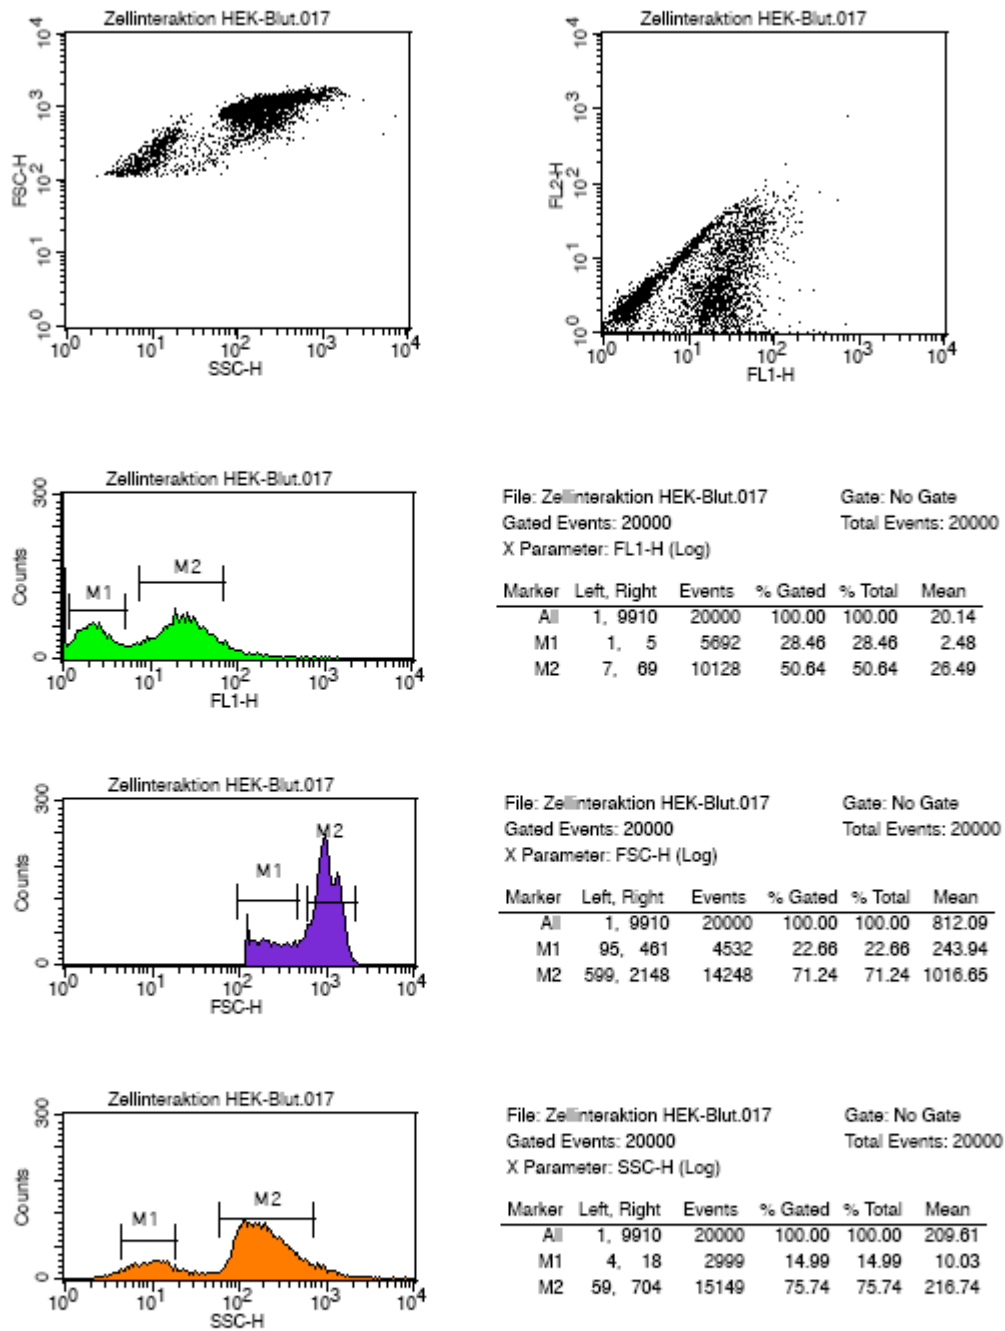 Zellinteraktion HEK-Blut.017
10^4
10^3
10^2
10^1
10^0
FSC-H
10^0 10^1 10^2 10^3 10^4
SSC-H
Zellinteraktion HEK-Blut.017
10^4
10^3
10^2
10^1
10^0
FL2-H
10^0 10^1 10^2 10^3 10^4
FL1-H
Zellinteraktion HEK-Blut.017
300
Counts
M1
M2
0
10^0 10^1 10^2 10^3 10^4
FL1-H
File: Zellinteraktion HEK-Blut.017 Gate: No Gate
Gated Events: 20000 Total Events: 20000
X Parameter: FL1-H (Log)
Marker Left, Right Events % Gated % Total Mean
All 1, 9910 20000 100.00 100.00 20.14
M1 1, 5 5692 28.46 28.46 2.48
M2 7, 69 10128 50.64 50.64 26.49
Zellinteraktion HEK-Blut.017
300
Counts
M1
M2
0
10^0 10^1 10^2 10^3 10^4
FSC-H
File: Zellinteraktion HEK-Blut.017 Gate: No Gate
Gated Events: 20000 Total Events: 20000
X Parameter: FSC-H (Log)
Marker Left, Right Events % Gated % Total Mean
All 1, 9910 20000 100.00 100.00 812.09
M1 95, 461 4532 22.66 22.66 243.94
M2 599, 2148 14248 71.24 71.24 1016.65
Zellinteraktion HEK-Blut.017
300
Counts
M1
M2
0
10^0 10^1 10^2 10^3 10^4
SSC-H
File: Zellinteraktion HEK-Blut.017 Gate: No Gate
Gated Events: 20000 Total Events: 20000
X Parameter: SSC-H (Log)
Marker Left, Right Events % Gated % Total Mean
All 1, 9910 20000 100.00 100.00 209.61
M1 4, 18 2999 14.99 14.99 10.03
M2 59, 704 15149 75.74 75.74 216.74